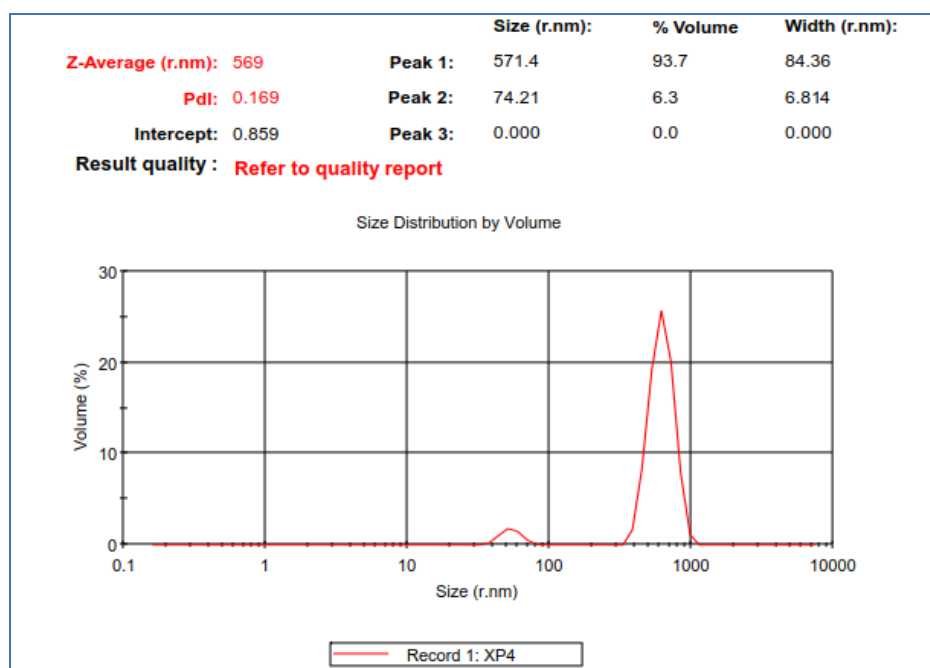 Size (r.nm): % Volume Width (r.nm):
Z-Average (r.nm): 569 Peak 1: 571.4 93.7 84.36
PdI: 0.169 Peak 2: 74.21 6.3 6.814
Intercept: 0.859 Peak 3: 0.000 0.0 0.000
Result quality : Refer to quality report
Size Distribution by Volume
30
20
10
0
Volume (%)
0.1 1 10 100 1000 10000
Size (r.nm)
Record 1: XP4